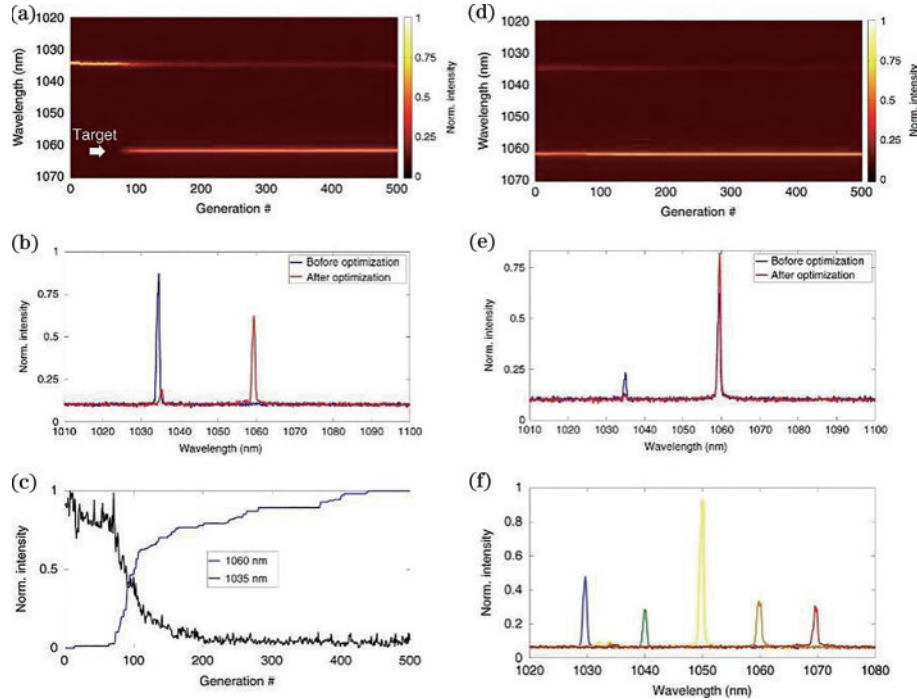 (a)
1020
1030
1040
1050
1060
1070
Wavelength (nm)
Target
0
100
200
300
400
500
Generation #
1
0.75
0.5
0.25
0
Norm. intensity
(d)
1020
1030
1040
1050
1060
1070
Wavelength (nm)
0
100
200
300
400
500
Generation #
1
0.75
0.5
0.25
0
Norm. intensity
(b)
1
0.75
0.5
0.25
0
Norm. intensity
Bofore optimization
After optimization
1010 1020 1030 1040 1050 1060 1070 1080 1090 1100
Wavelength (nm)
(e)
0.75
0.5
0.25
0
Norm. intensity
Bofore optimization
After optimization
1010 1020 1030 1040 1050 1060 1070 1080 1090 1100
Wavelength (nm)
(c)
1
0.5
0
Norm. intensity
1060 nm
1035 nm
0 100 200 300 400 500
Generation #
(f)
1
0.8
0.6
0.4
0.2
0
Norm. intensity
1020 1030 1040 1050 1060 1070 1080
Wavelength (nm)